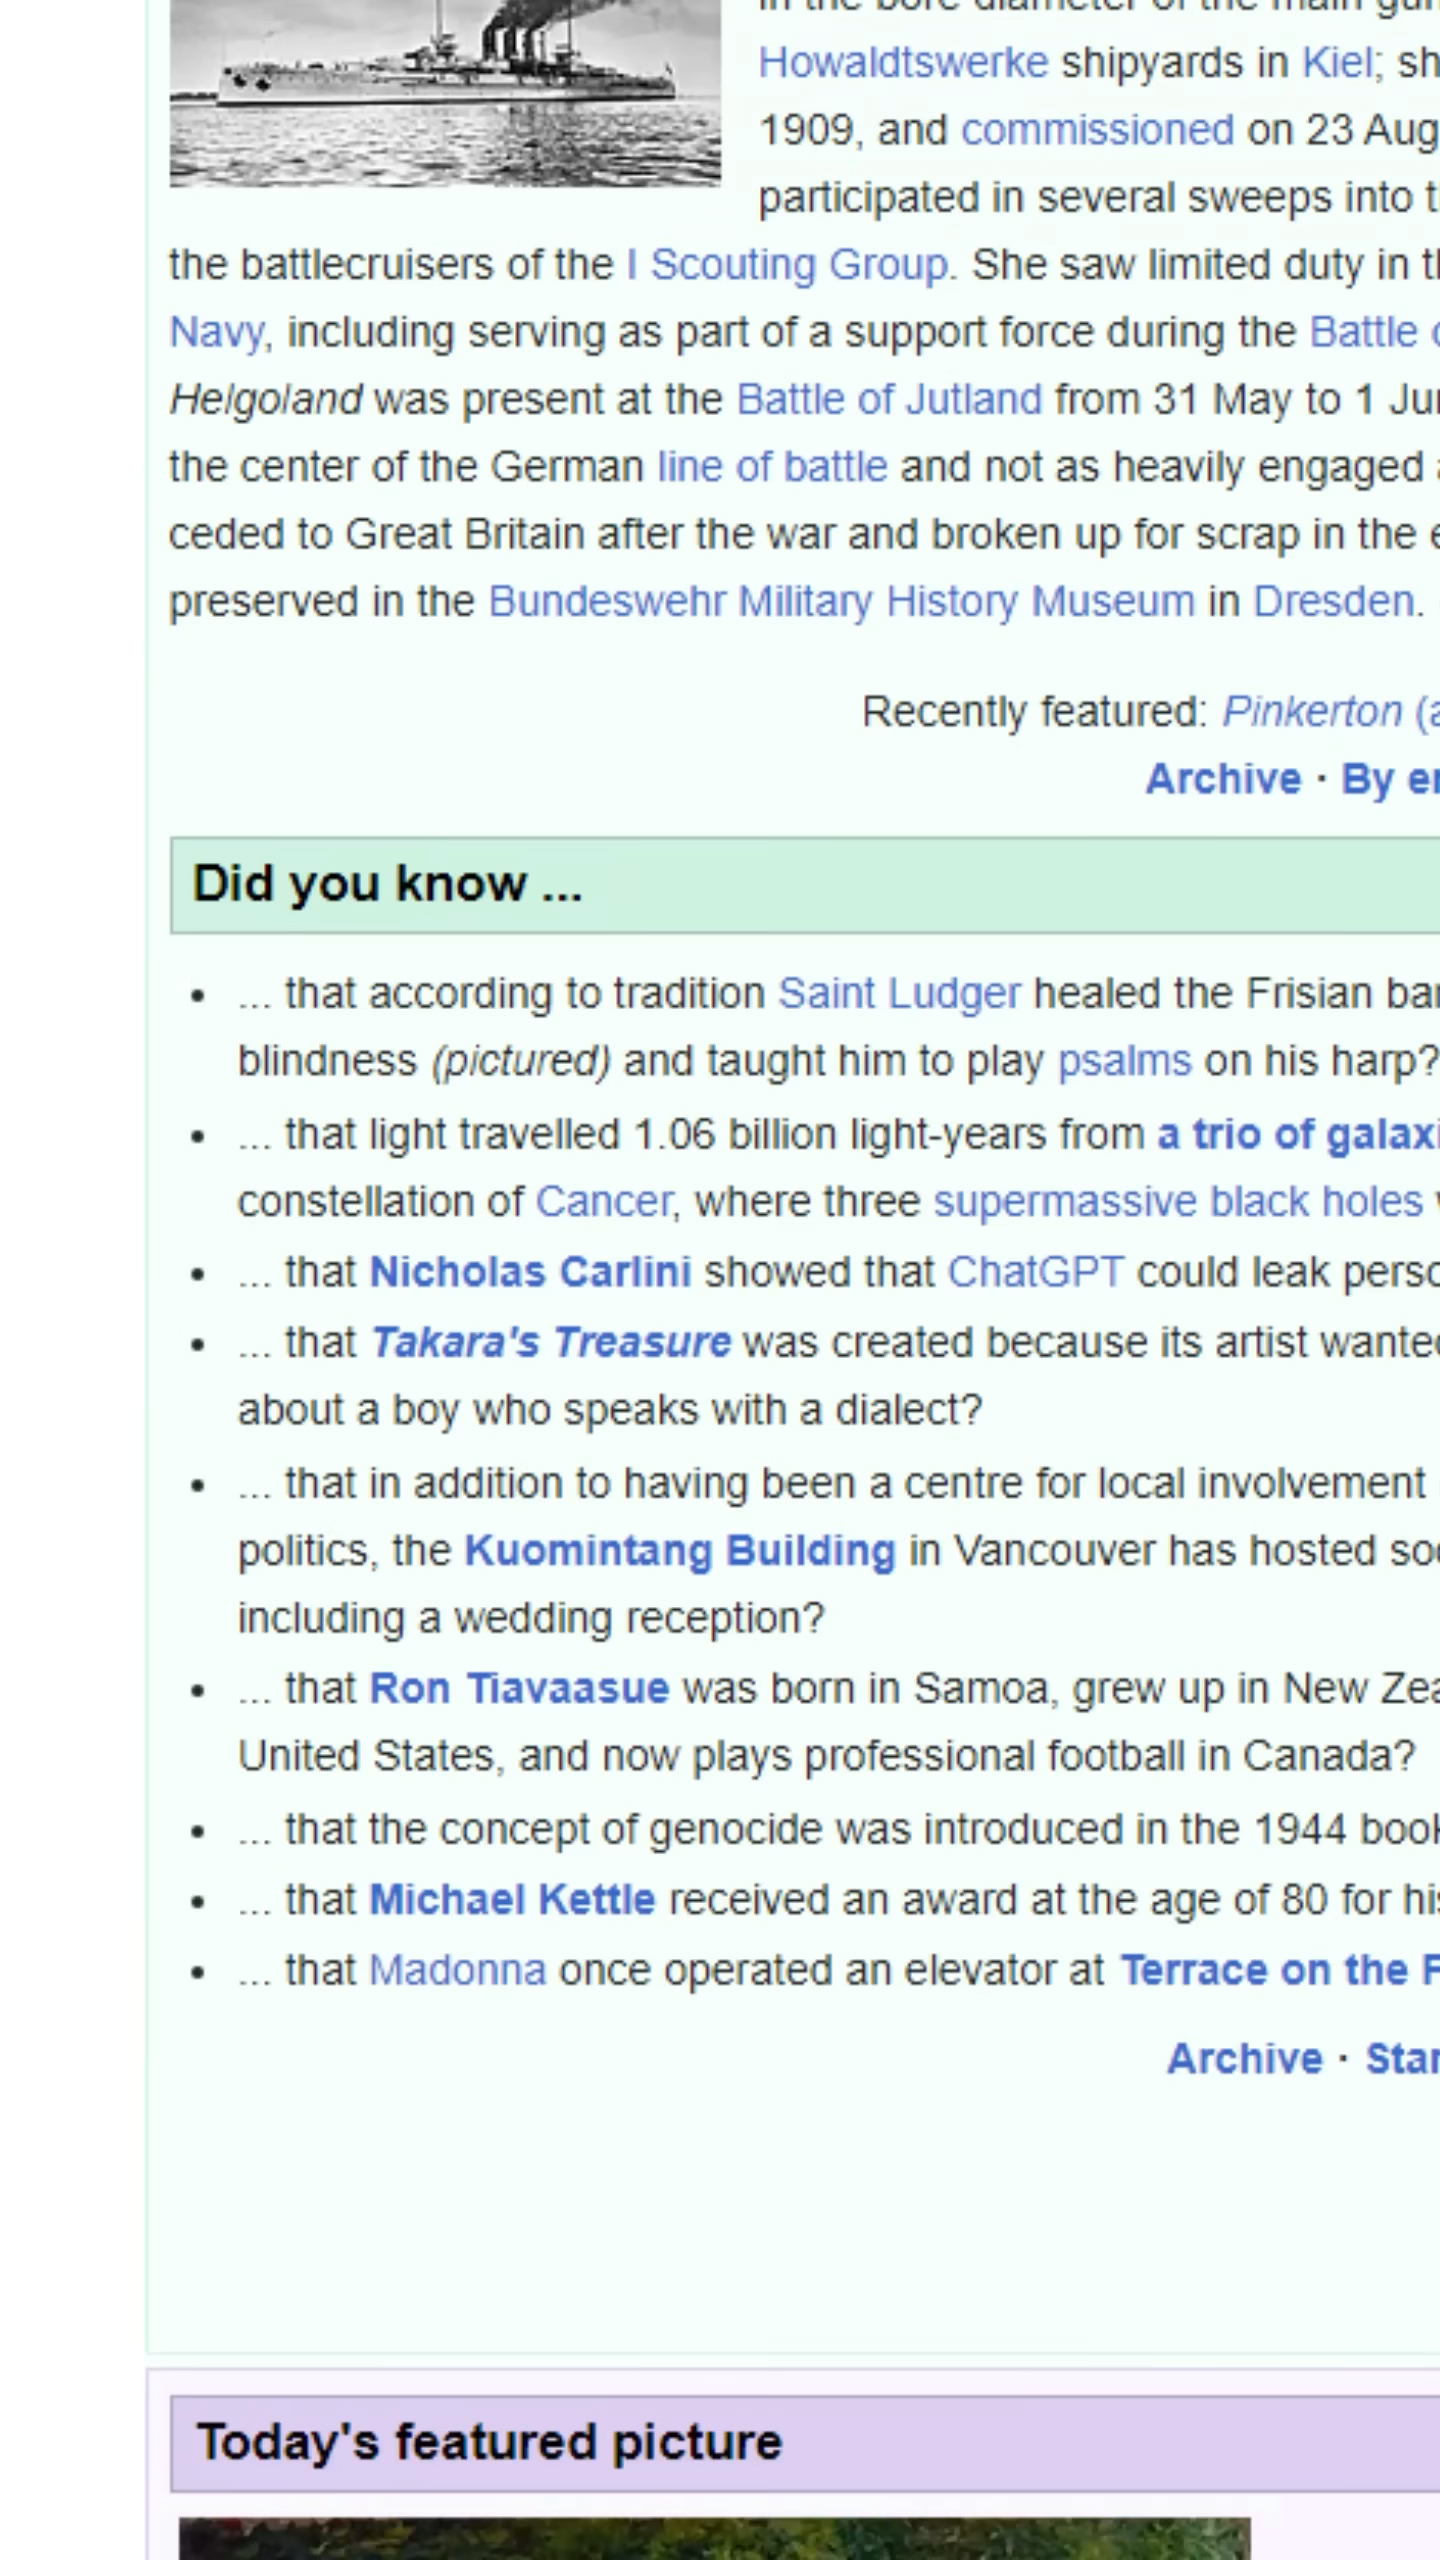 Howaldtswerke shipyards in Kiel; sh
1909, and commissioned on 23 Aug
participated in several sweeps into t
the battlecruisers of the I Scouting Group. She saw limited duty in th
Navy, including serving as part of a support force during the Battle
Helgoland was present at the Battle of Jutland from 31 May to 1 Jun
the center of the German line of battle and not as heavily engaged
ceded to Great Britain after the war and broken up for scrap in the e
preserved in the Bundeswehr Military History Museum in Dresden.
Recently featured: Pinkerton (a
Archive · By en
Did you know ...
• ... that according to tradition Saint Ludger healed the Frisian bar
blindness (pictured) and taught him to play psalms on his harp?
• ... that light travelled 1.06 billion light-years from a trio of galaxi
constellation of Cancer, where three supermassive black holes
• ... that Nicholas Carlini showed that ChatGPT could leak perso
• ... that Takara's Treasure was created because its artist wanted
about a boy who speaks with a dialect?
• ... that in addition to having been a centre for local involvement
politics, the Kuomintang Building in Vancouver has hosted soc
including a wedding reception?
• ... that Ron Tiavaasue was born in Samoa, grew up in New Zea
United States, and now plays professional football in Canada?
• ... that the concept of genocide was introduced in the 1944 book
• ... that Michael Kettle received an award at the age of 80 for his
• ... that Madonna once operated an elevator at Terrace on the P
Archive · Star
Today's featured picture